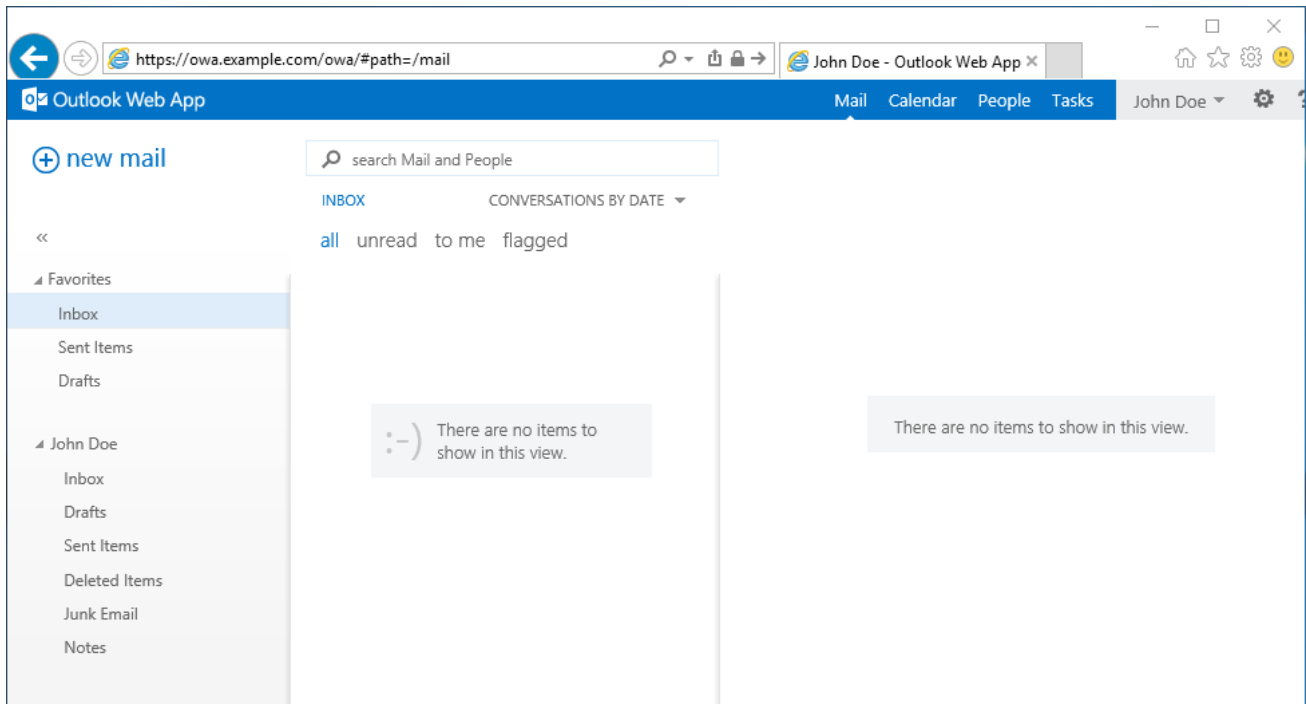 https://owa.example.com/owa/#path=/mail
John Doe - Outlook Web App
Outlook Web App
Mail Calendar People Tasks John Doe ?
new mail
search Mail and People
INBOX CONVERSATIONS BY DATE
all unread to me flagged
«
Favorites
Inbox
Sent Items
Drafts
:-) There are no items to
show in this view.
There are no items to show in this view.
John Doe
Inbox
Drafts
Sent Items
Deleted Items
Junk Email
Notes